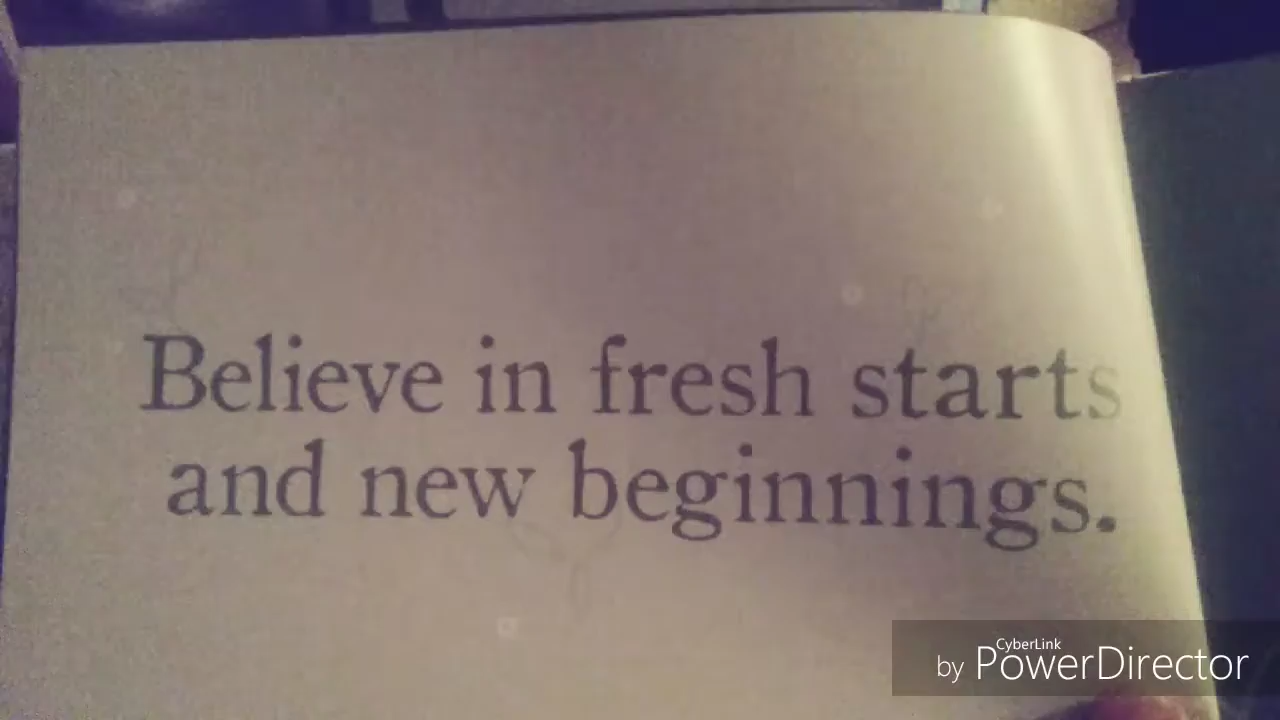 Believe in fresh starts
and new beginnings.
CyberLink
by PowerDirector